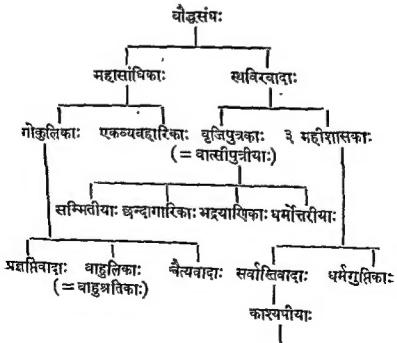 बौद्धसंघः
महासांघिकाः स्थविरवादाः
गोकुलिकाः एकव्यवहारिकाः वृजिपुत्रकाः ३ महीशासकाः
(=वात्सीपुत्रीयाः)
सम्मितीयाः छन्दागारिकाः भद्रयाणिकाः धर्मोत्तरीयाः
प्रज्ञप्तिवादाः बाहुलिकाः चैत्यवादाः सर्वास्तिवादाः धर्मगुप्तिकाः
(=बाहुश्रतिकाः)
काश्यपीयाः